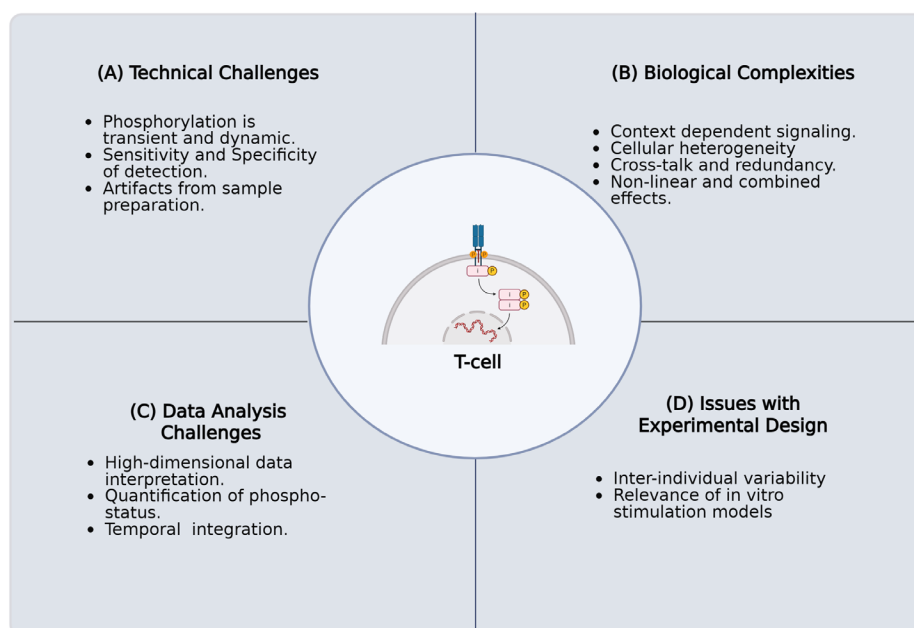 (A) Technical Challenges
• Phosphorylation is
transient and dynamic.
• Sensitivity and Specificity
of detection.
• Artifacts from sample
preparation.
(B) Biological Complexities
• Context dependent signaling.
• Cellular heterogeneity
• Cross-talk and redundancy.
• Non-linear and combined
effects.
P P
I P
I P
I P
T-cell
(C) Data Analysis
Challenges
• High-dimensional data
interpretation.
• Quantification of phospho-
status.
• Temporal  integration.
(D) Issues with
Experimental Design
• Inter-individual variability
• Relevance of in vitro
stimulation models